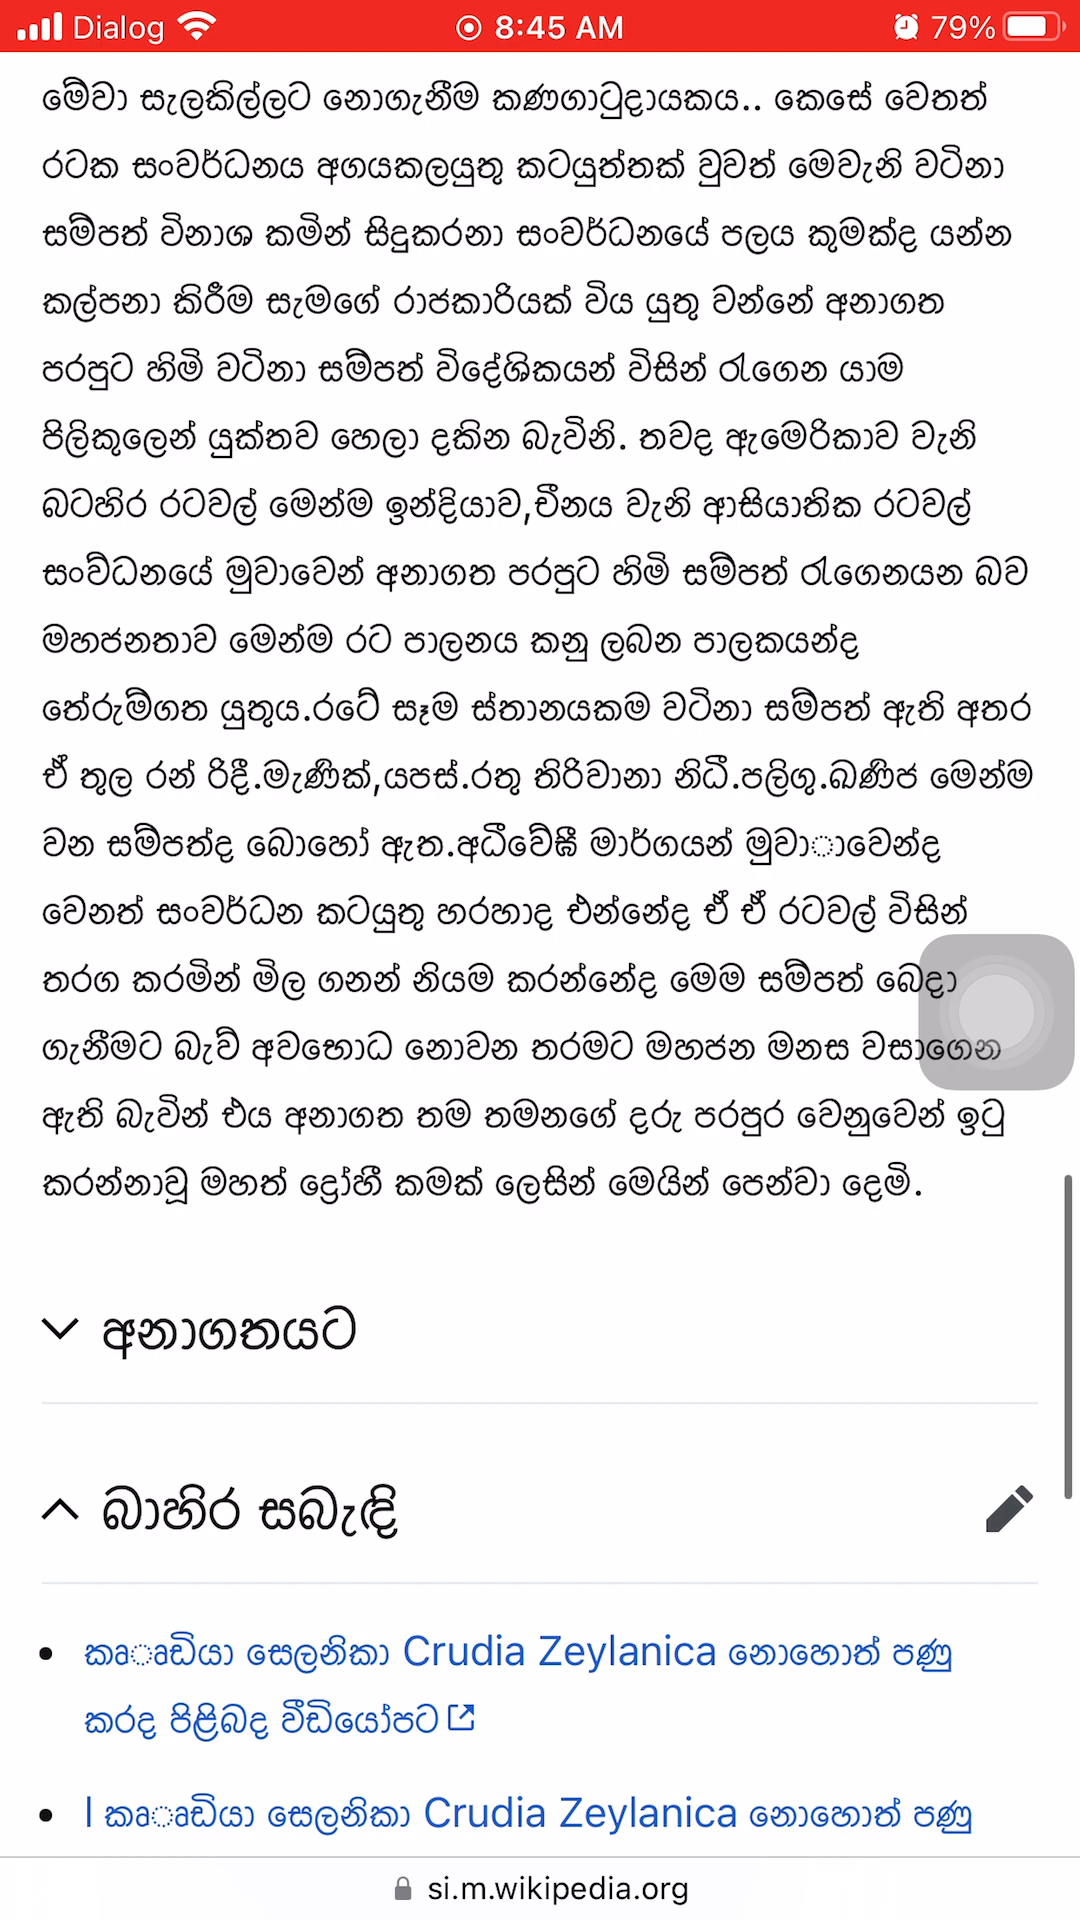 Dialog 8:45 AM 79%
මේවා සැලකිල්ලට නොගැනීම කණගාටුදායකය.. කෙසේ වෙතත්
රටක සංවර්ධනය අගයකලයුතු කටයුත්තක් වුවත් මෙවැනි වටිනා
සම්පත් විනාශ කමින් සිදුකරනා සංවර්ධනයේ පලය කුමක්ද යන්න
කල්පනා කිරීම සැමගේ රාජකාරියක් විය යුතු වන්නේ අනාගත
පරපුට හිමි වටිනා සම්පත් විදේශිකයන් විසින් රැගෙන යාම
පිලිකුලෙන් යුක්තව හෙලා දකින බැවිනි. තවද ඇමෙරිකාව වැනි
බටහිර රටවල් මෙන්ම ඉන්දියාව,චීනය වැනි ආසියාතික රටවල්
සංව්ධනයේ මුවාවෙන් අනාගත පරපුට හිමි සම්පත් රැගෙනයන බව
මහජනතාව මෙන්ම රට පාලනය කනු ලබන පාලකයන්ද
තේරුම්ගත යුතුය.රටේ සෑම ස්තානයකම වටිනා සම්පත් ඇති අතර
ඒ තුල රන් රිදී.මැණික්,යපස්.රතු තිරිවානා නිධී.පලිගු.ඛණිජ මෙන්ම
වන සම්පත්ද බොහෝ ඇත.අධීවේඝී මාර්ගයන් මුවාාවෙන්ද
වෙනත් සංවර්ධන කටයුතු හරහාද එන්නේද ඒ ඒ රටවල් විසින්
තරග කරමින් මිල ගනන් නියම කරන්නේද මෙම සම්පත් බෙදා
ගැනීමට බැව් අවභොධ නොවන තරමට මහජන මනස වසාගෙන
ඇති බැවින් එය අනාගත තම තමනගේ දරු පරපුර වෙනුවෙන් ඉටු
කරන්නාවූ මහත් ද්‍රෝහී කමක් ලෙසින් මෙයින් පෙන්වා දෙමි.
අනාගතයට
බාහිර සබැඳි
කෘෘඩියා සෙලනිකා Crudia Zeylanica නොහොත් පණු
කරද පිළිබද වීඩියෝපට
l කෘෘඩියා සෙලනිකා Crudia Zeylanica නොහොත් පණු
si.m.wikipedia.org